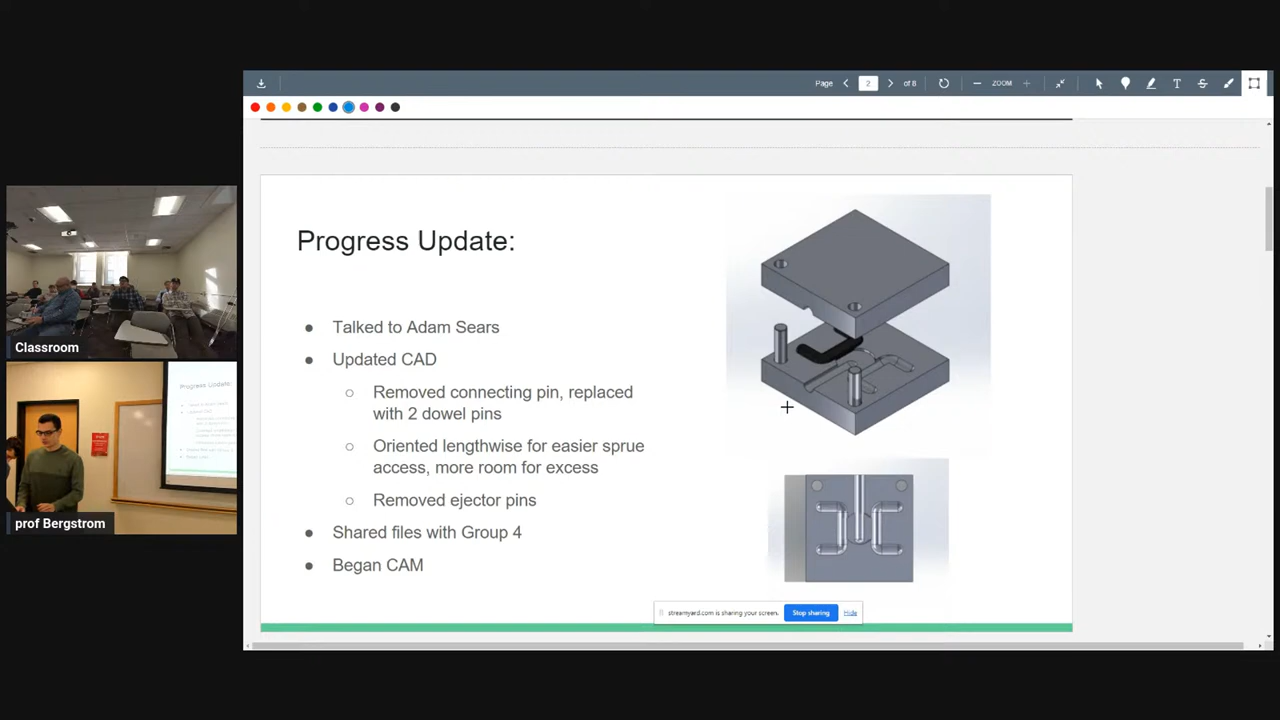 Page 2 of 8 ZOOM
Progress Update:
● Talked to Adam Sears
● Updated CAD
○ Removed connecting pin, replaced
with 2 dowel pins
○ Oriented lengthwise for easier sprue
access, more room for excess
○ Removed ejector pins
● Shared files with Group 4
● Began CAM
streamyard.com is sharing your screen. Stop sharing Hide
Classroom
Progress Update:
prof Bergstrom